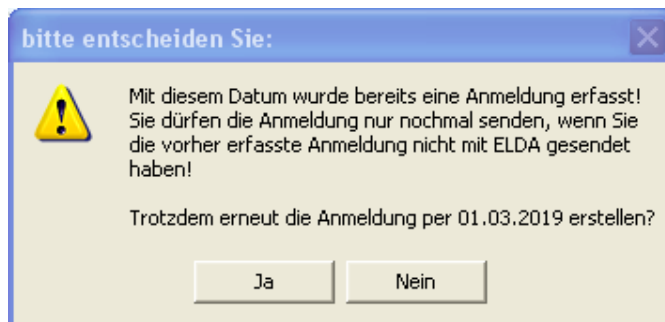 bitte entscheiden Sie:
Mit diesem Datum wurde bereits eine Anmeldung erfasst!
Sie dürfen die Anmeldung nur nochmal senden, wenn Sie
die vorher erfasste Anmeldung nicht mit ELDA gesendet
haben!
Trotzdem erneut die Anmeldung per 01.03.2019 erstellen?
Ja
Nein